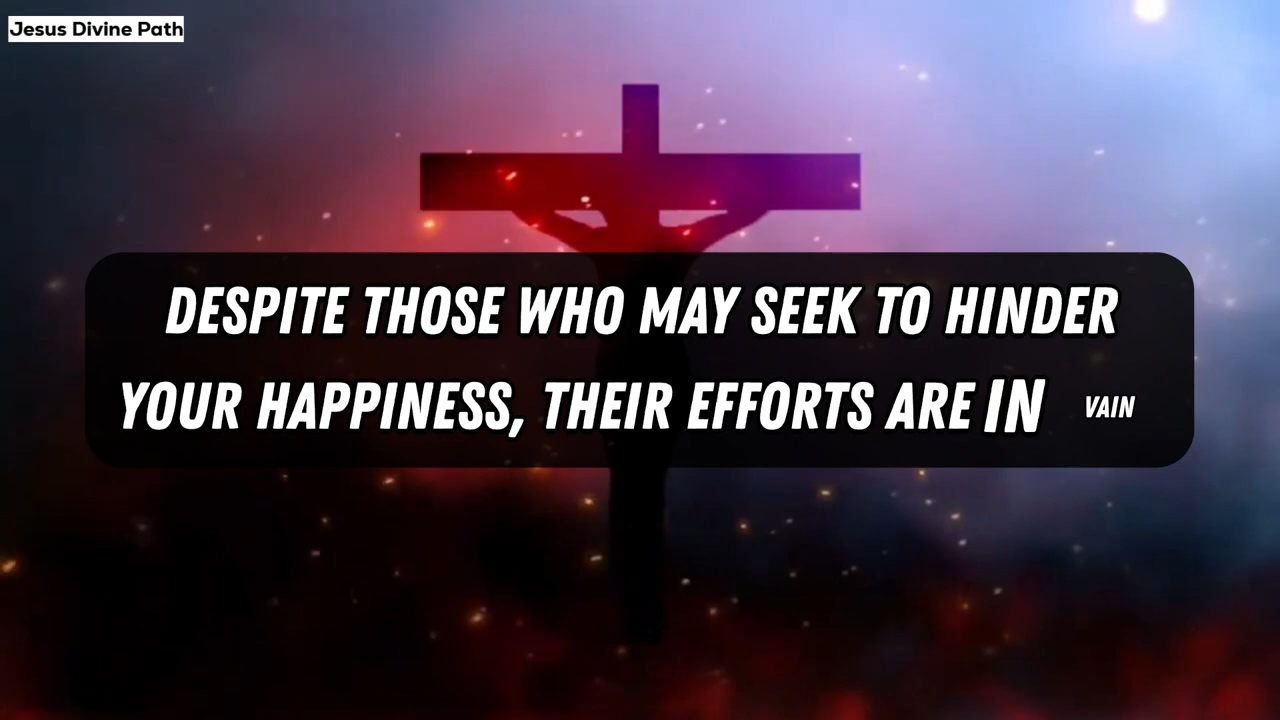 Jesus Divine Path
DESPITE THOSE WHO MAY SEEK TO HINDER
YOUR HAPPINESS, THEIR EFFORTS ARE IN VAIN